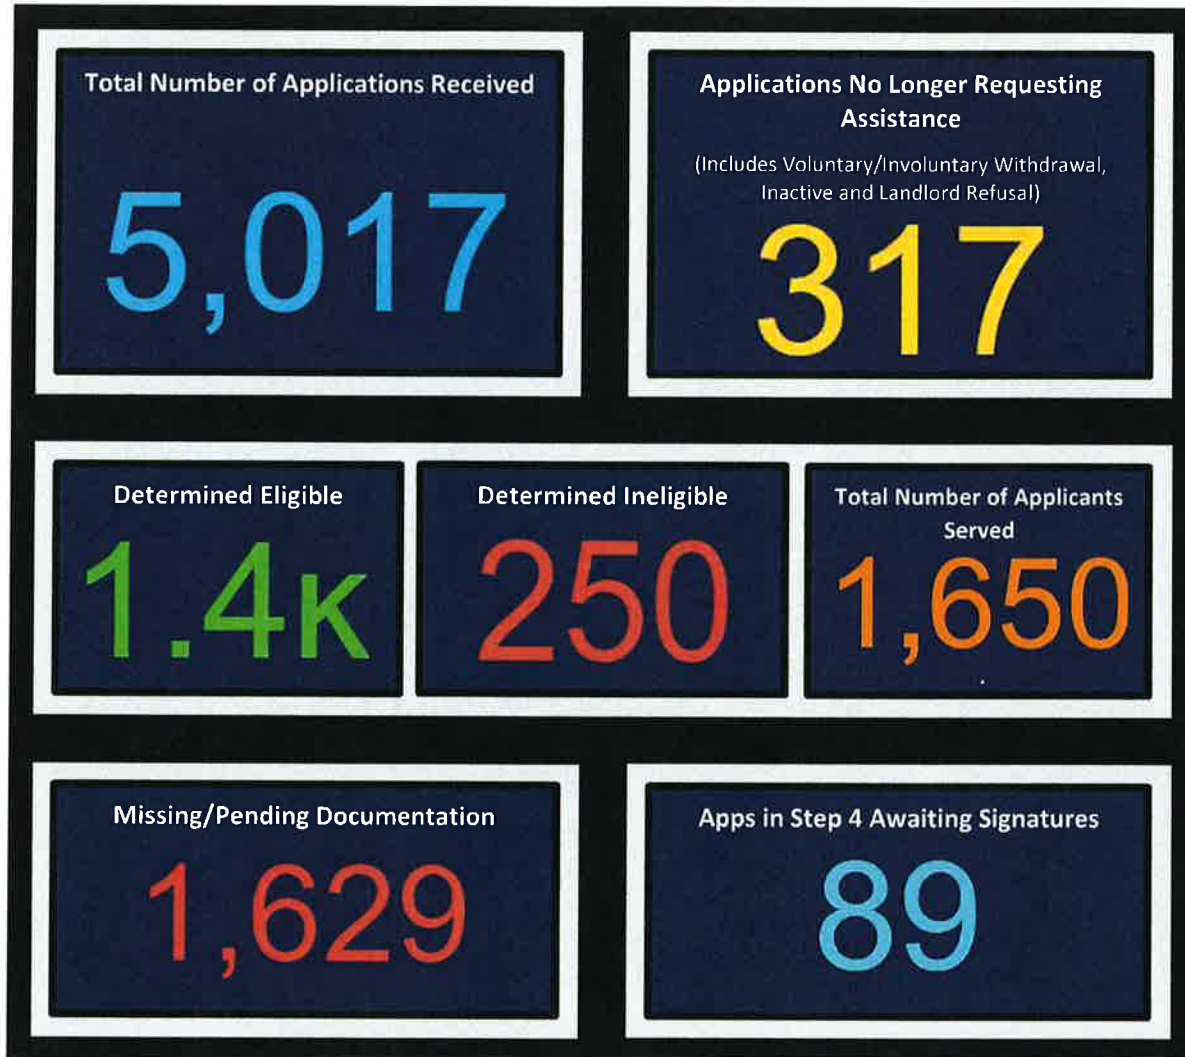 Total Number of Applications Received
5,017
Applications No Longer Requesting
Assistance
(Includes Voluntary/Involuntary Withdrawal,
Inactive and Landlord Refusal)
317
Determined Eligible
1.4K
Determined Ineligible
250
Total Number of Applicants
Served
1,650
Missing/Pending Documentation
1,629
Apps in Step 4 Awaiting Signatures
89